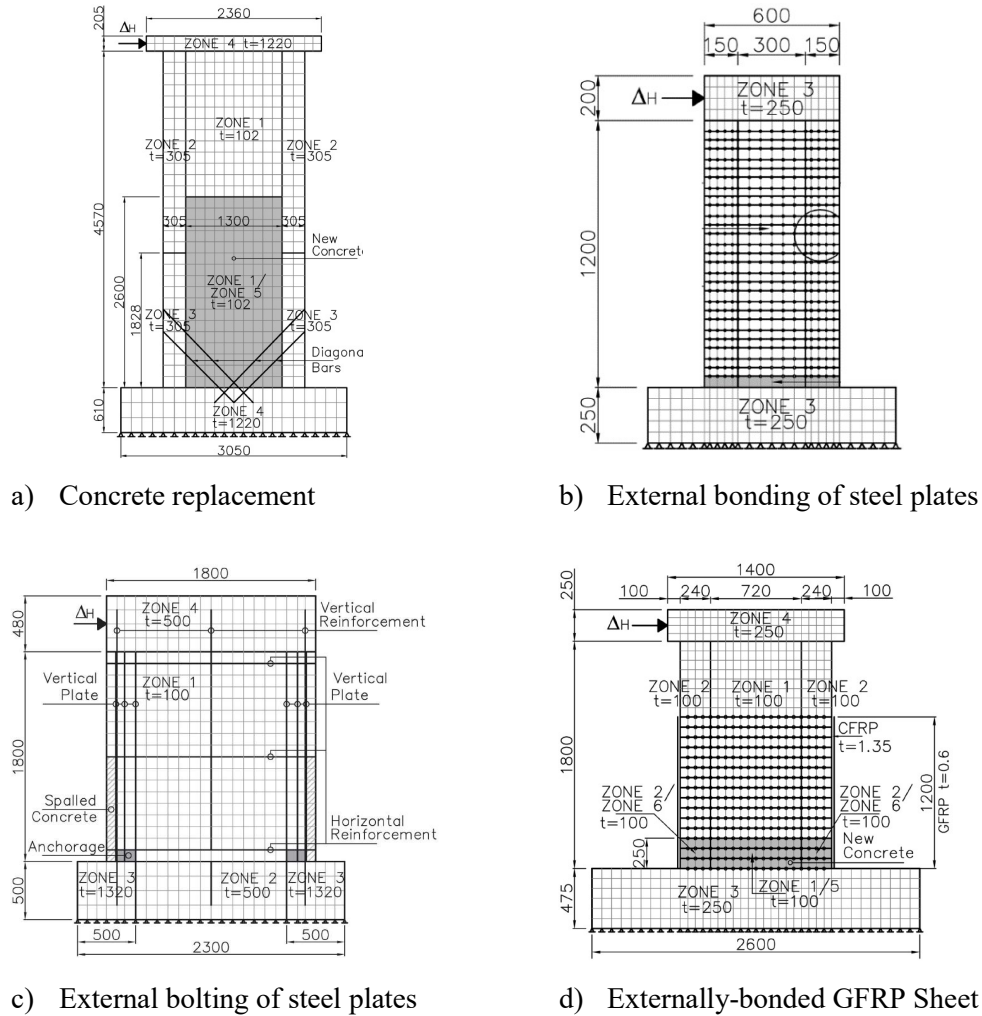 2360
205
ΔH
ZONE 4 t=1220
ZONE 1
t=102
ZONE 2
t=305
ZONE 2
t=305
4570
305
1300
305
New
Concre
2600
1828
ZONE 1/
ZONE 5
t=102
ZONE 3
t=305
ZONE 3
t=305
Diagona
Bars
610
ZONE 4
t=1220
3050
a) Concrete replacement
600
150
300
150
200
ΔH
ZONE 3
t=250
1200
250
ZONE 3
t=250
b) External bonding of steel plates
1800
480
ΔH
ZONE 4
t=500
Vertical
Reinforcement
Vertical
Plate
ZONE 1
t=100
Vertical
Plate
1800
Spalled
Concrete
Anchorage
Horizontal
Reinforcement
500
ZONE 3
t=1320
ZONE 2
t=500
ZONE 3
t=1320
500
500
2300
c) External bolting of steel plates
1400
250
100
240
720
240
100
ΔH
ZONE 4
t=250
ZONE 2
t=100
ZONE 1
t=100
ZONE 2
t=100
1800
CFRP
t=1.35
ZONE 2/
ZONE 6
t=100
ZONE 2/
ZONE 6
t=100
1200
GFRP t=0.6
250
New
Concrete
475
ZONE 3
t=250
ZONE 1/5
t=100
2600
d) Externally-bonded GFRP Sheet